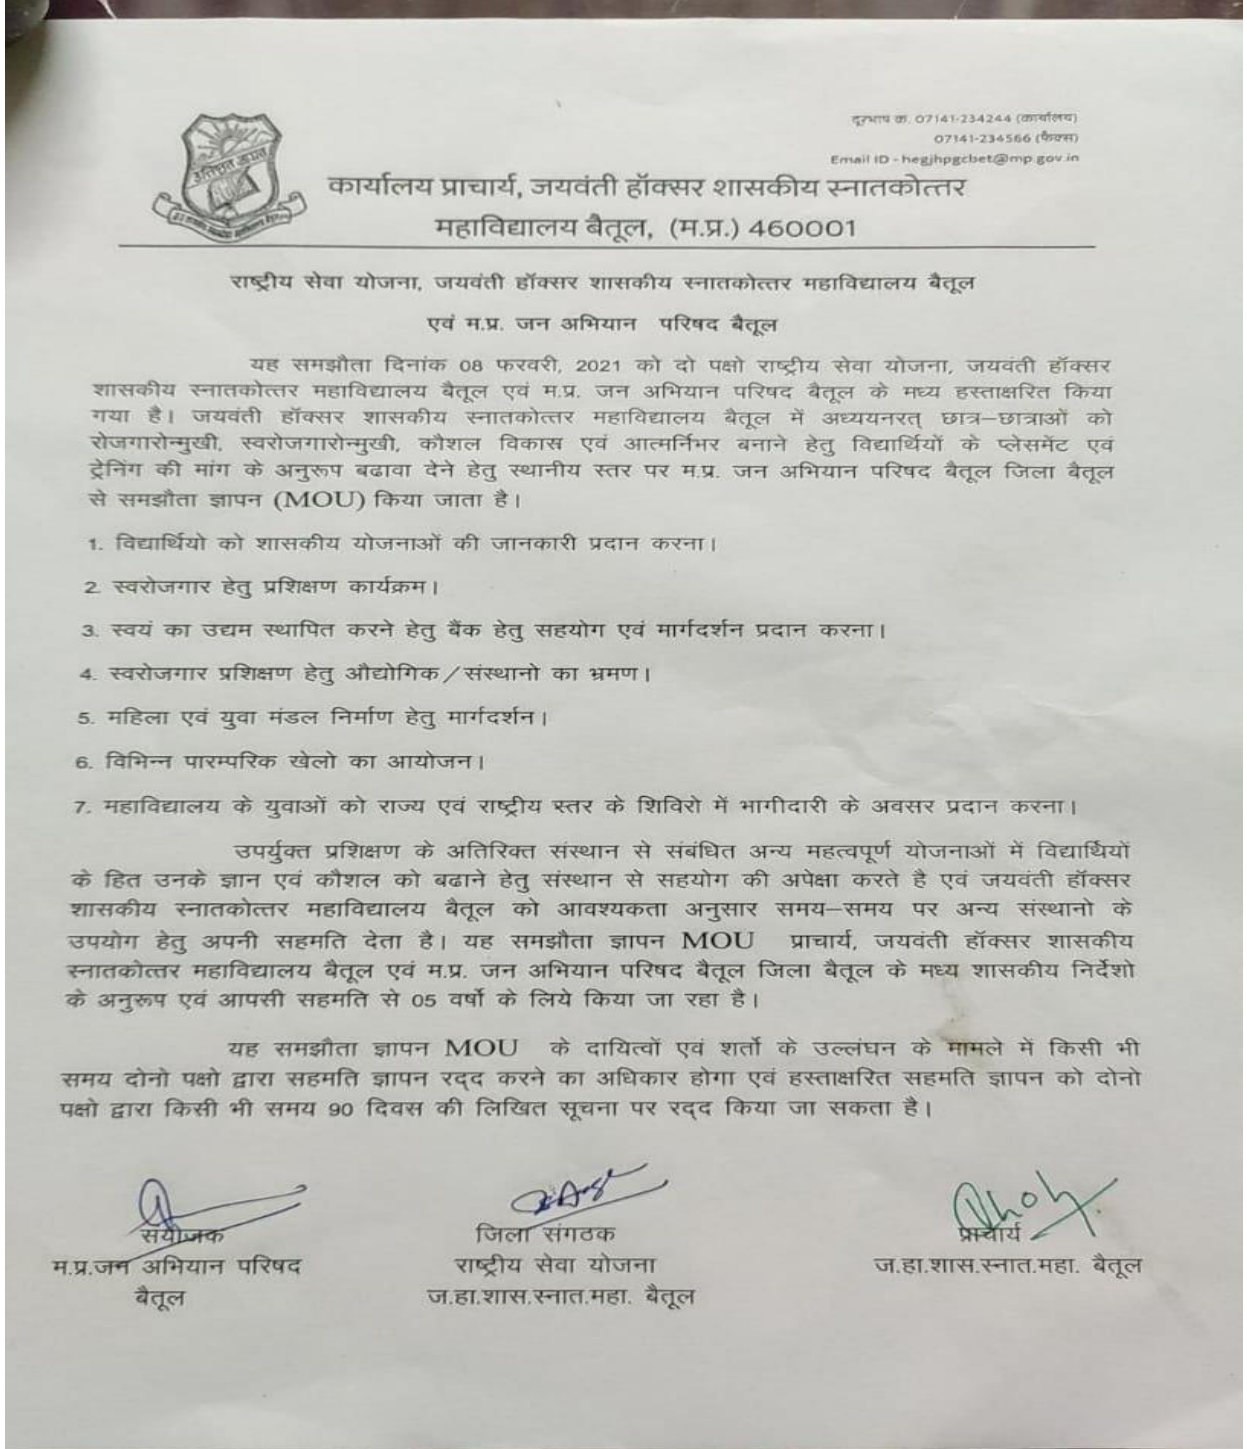 दूरभाष क्र. 07141-234244 (कार्यालय)
07141-234566 (फैक्स)
Email ID - hegjhpgcbet@mp.gov.in
कार्यालय प्राचार्य, जयवंती हॉक्सर शासकीय स्नातकोत्तर
महाविद्यालय बैतूल, (म.प्र.) 460001
राष्ट्रीय सेवा योजना, जयवंती हॉक्सर शासकीय स्नातकोत्तर महाविद्यालय बैतूल
एवं म.प्र. जन अभियान परिषद बैतूल
यह समझौता दिनांक 08 फरवरी, 2021 को दो पक्षो राष्ट्रीय सेवा योजना, जयवंती हॉक्सर
शासकीय स्नातकोत्तर महाविद्यालय बैतूल एवं म.प्र. जन अभियान परिषद बैतूल के मध्य हस्ताक्षरित किया
गया है। जयवंती हॉक्सर शासकीय स्नातकोत्तर महाविद्यालय बैतूल में अध्ययनरत् छात्र–छात्राओं को
रोजगारोन्मुखी, स्वरोजगारोन्मुखी, कौशल विकास एवं आत्मर्निभर बनाने हेतु विद्यार्थियों के प्लेसमेंट एवं
ट्रेनिंग की मांग के अनुरूप बढावा देने हेतु स्थानीय स्तर पर म.प्र. जन अभियान परिषद बैतूल जिला बैतूल
से समझौता ज्ञापन (MOU) किया जाता है।
1. विद्यार्थियो को शासकीय योजनाओं की जानकारी प्रदान करना।
2. स्वरोजगार हेतु प्रशिक्षण कार्यक्रम।
3. स्वयं का उद्यम स्थापित करने हेतु बैंक हेतु सहयोग एवं मार्गदर्शन प्रदान करना।
4. स्वरोजगार प्रशिक्षण हेतु औद्योगिक/संस्थानो का भ्रमण।
5. महिला एवं युवा मंडल निर्माण हेतु मार्गदर्शन।
6. विभिन्न पारम्परिक खेलो का आयोजन।
7. महाविद्यालय के युवाओं को राज्य एवं राष्ट्रीय स्तर के शिविरो में भागीदारी के अवसर प्रदान करना।
उपर्युक्त प्रशिक्षण के अतिरिक्त संस्थान से संबंधित अन्य महत्वपूर्ण योजनाओं में विद्यार्थियों
के हित उनके ज्ञान एवं कौशल को बढाने हेतु संस्थान से सहयोग की अपेक्षा करते है एवं जयवंती हॉक्सर
शासकीय स्नातकोत्तर महाविद्यालय बैतूल को आवश्यकता अनुसार समय–समय पर अन्य संस्थानो के
उपयोग हेतु अपनी सहमति देता है। यह समझौता ज्ञापन MOU प्राचार्य, जयवंती हॉक्सर शासकीय
स्नातकोत्तर महाविद्यालय बैतूल एवं म.प्र. जन अभियान परिषद बैतूल जिला बैतूल के मध्य शासकीय निर्देशो
के अनुरूप एवं आपसी सहमति से 05 वर्षो के लिये किया जा रहा है।
यह समझौता ज्ञापन MOU के दायित्वों एवं शर्तो के उल्लंघन के मामले में किसी भी
समय दोनो पक्षो द्वारा सहमति ज्ञापन रद्द करने का अधिकार होगा एवं हस्ताक्षरित सहमति ज्ञापन को दोनो
पक्षो द्वारा किसी भी समय 90 दिवस की लिखित सूचना पर रद्द किया जा सकता है।
संयोजक जिला संगठक प्राचार्य
म.प्र.जन अभियान परिषद राष्ट्रीय सेवा योजना ज.हा.शास.स्नात.महा. बैतूल
बैतूल ज.हा.शास.स्नात.महा. बैतूल